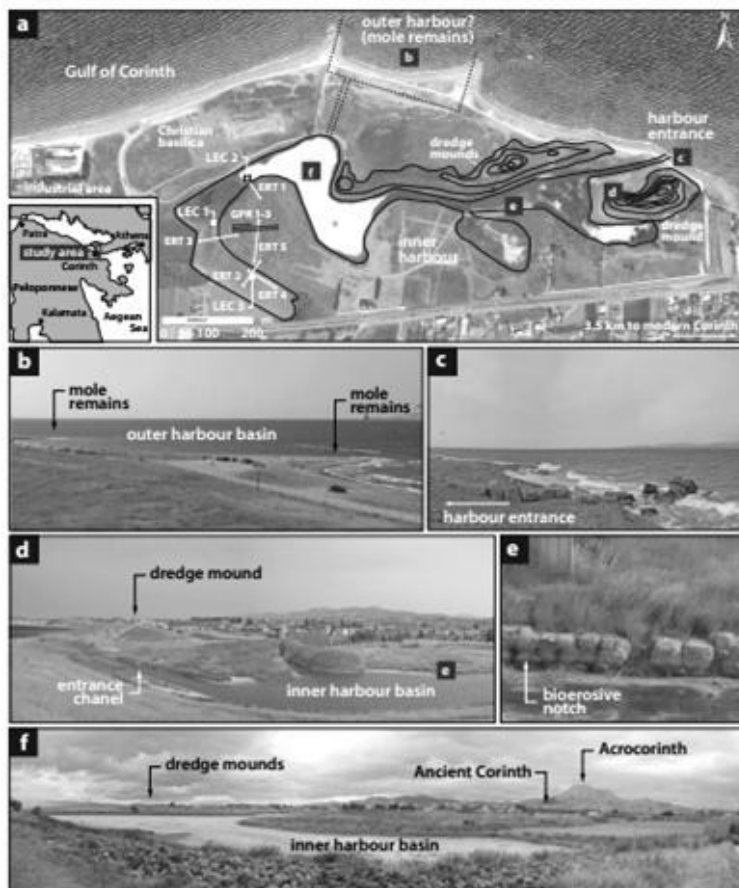 a
outer harbour?
(mole remains)
b
N
Gulf of Corinth
Christian
basilica
LEC 2
harbour
entrance
c
dredge
mounds
f
d
industrial area
ERT 1
LEC 1
GPR 1-3
e
dredge
mound
ERT 3
ERT 5
inner
harbour
ERT 2
LEC 3
ERT 4
0 50 100 200
3.5 km to modern Corinth
Patra
Athens
study area
Corinth
Peloponnese
Kalamata
Aegean
Sea
b
mole
remains
mole
remains
outer harbour basin
c
harbour entrance
d
dredge mound
entrance
chanel
e
inner harbour basin
e
bioerosive
notch
f
dredge mounds
Ancient Corinth
Acrocorinth
inner harbour basin